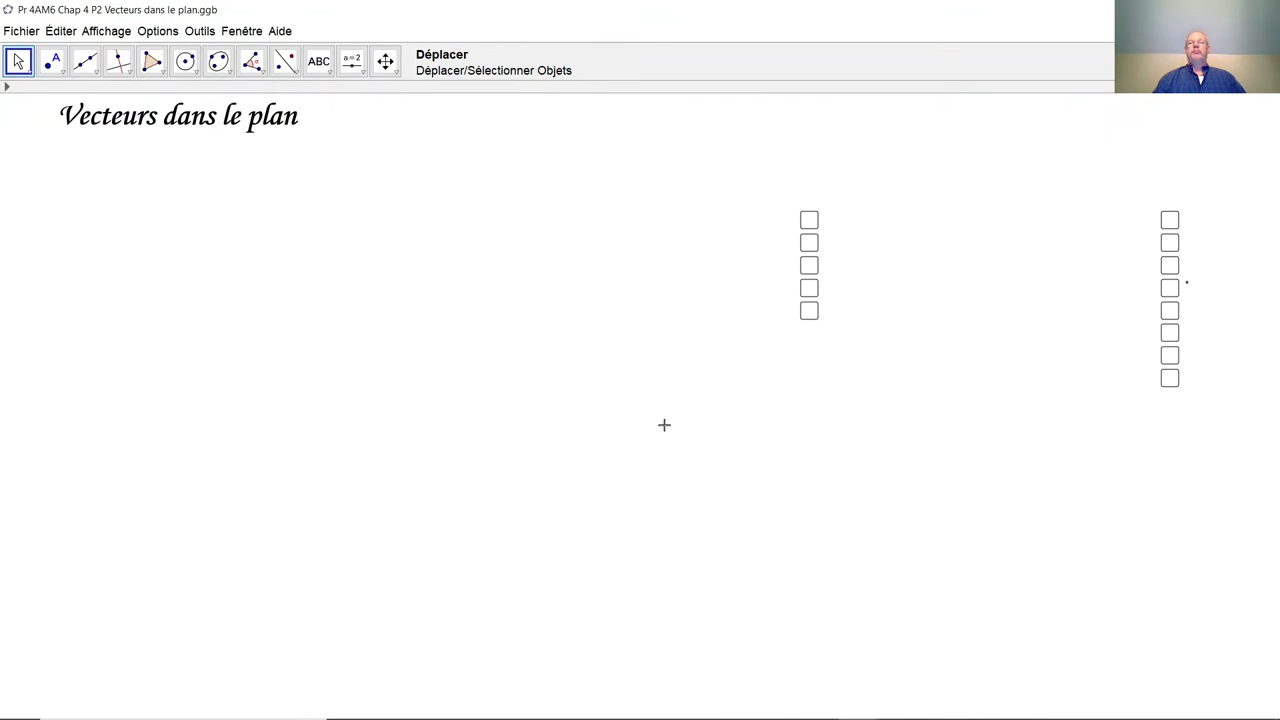 Pr 4AM6 Chap 4 P2 Vecteurs dans le plan.ggb
Fichier Éditer Affichage Options Outils Fenêtre Aide
A
α
ABC
a=2
Déplacer
Déplacer/Sélectionner Objets
Vecteurs dans le plan